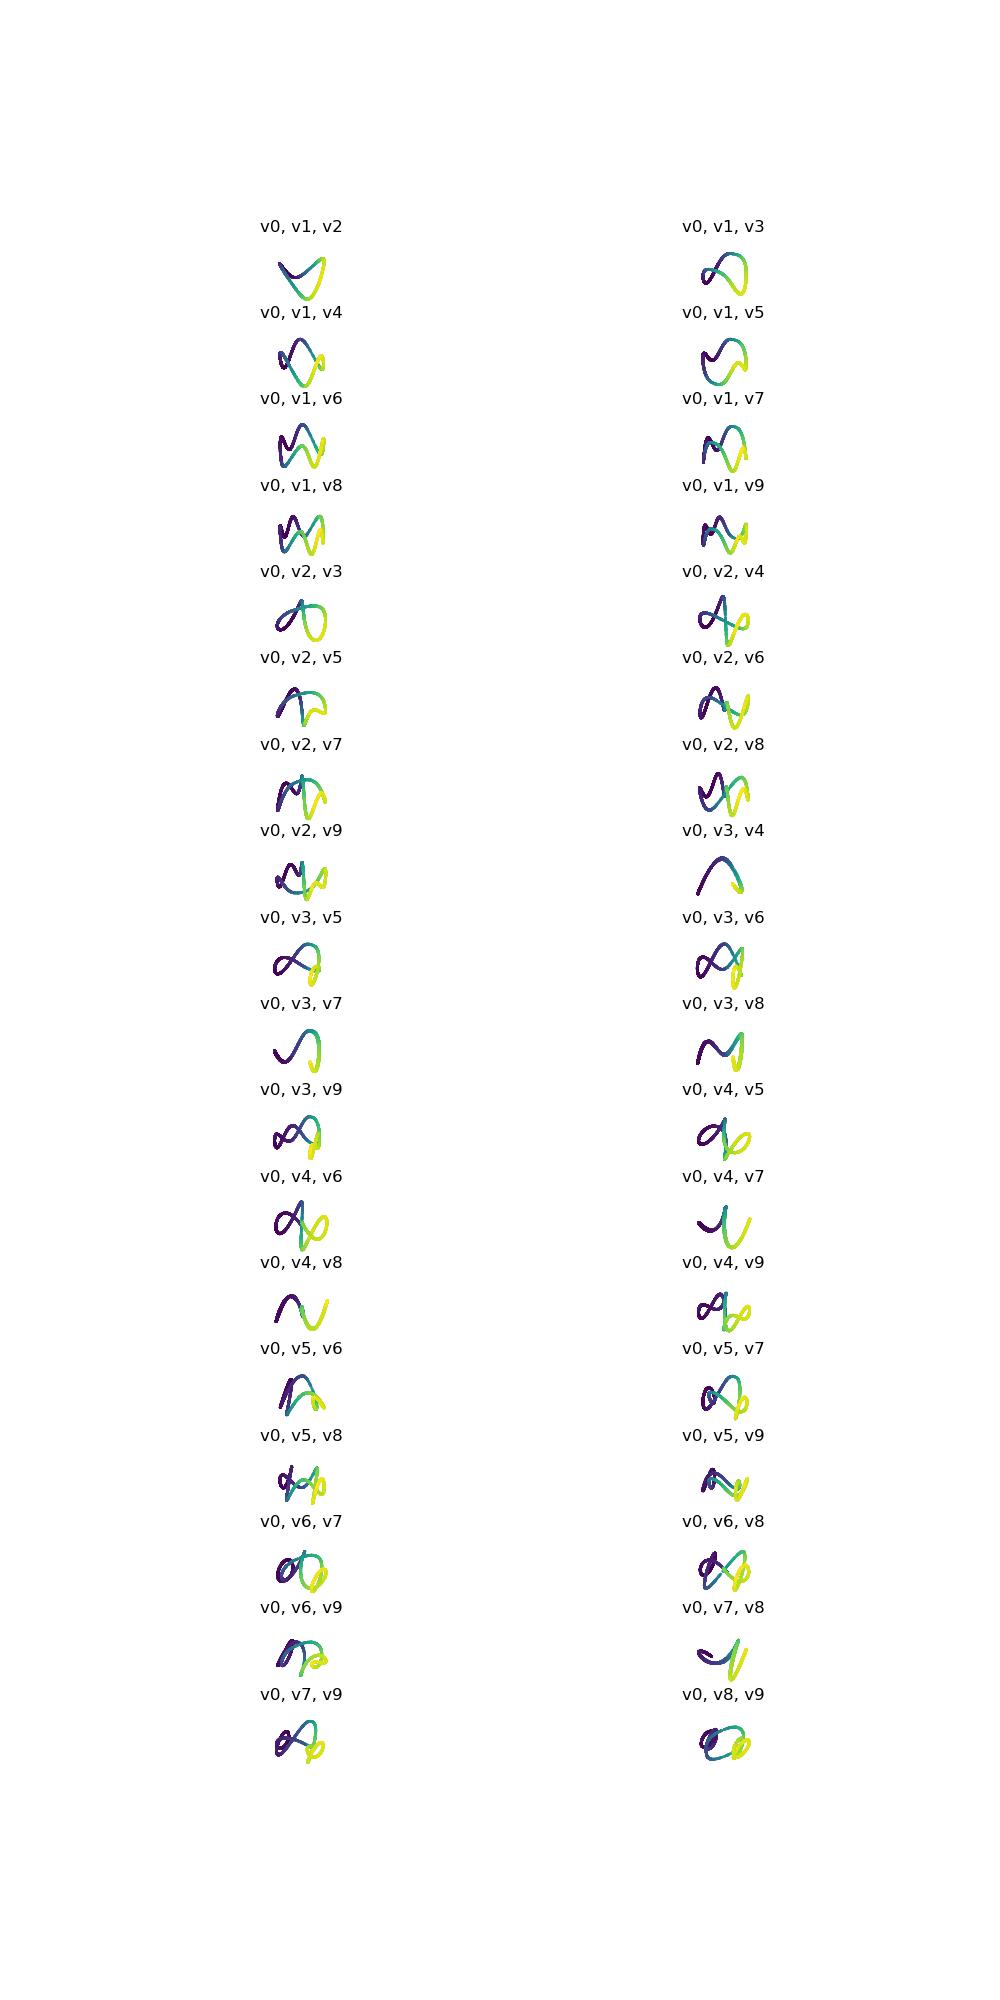 v0, v1, v2
v0, v1, v3
v0, v1, v4
v0, v1, v5
v0, v1, v6
v0, v1, v7
v0, v1, v8
v0, v1, v9
v0, v2, v3
v0, v2, v4
v0, v2, v5
v0, v2, v6
v0, v2, v7
v0, v2, v8
v0, v2, v9
v0, v3, v4
v0, v3, v5
v0, v3, v6
v0, v3, v7
v0, v3, v8
v0, v3, v9
v0, v4, v5
v0, v4, v6
v0, v4, v7
v0, v4, v8
v0, v4, v9
v0, v5, v6
v0, v5, v7
v0, v5, v8
v0, v5, v9
v0, v6, v7
v0, v6, v8
v0, v6, v9
v0, v7, v8
v0, v7, v9
v0, v8, v9